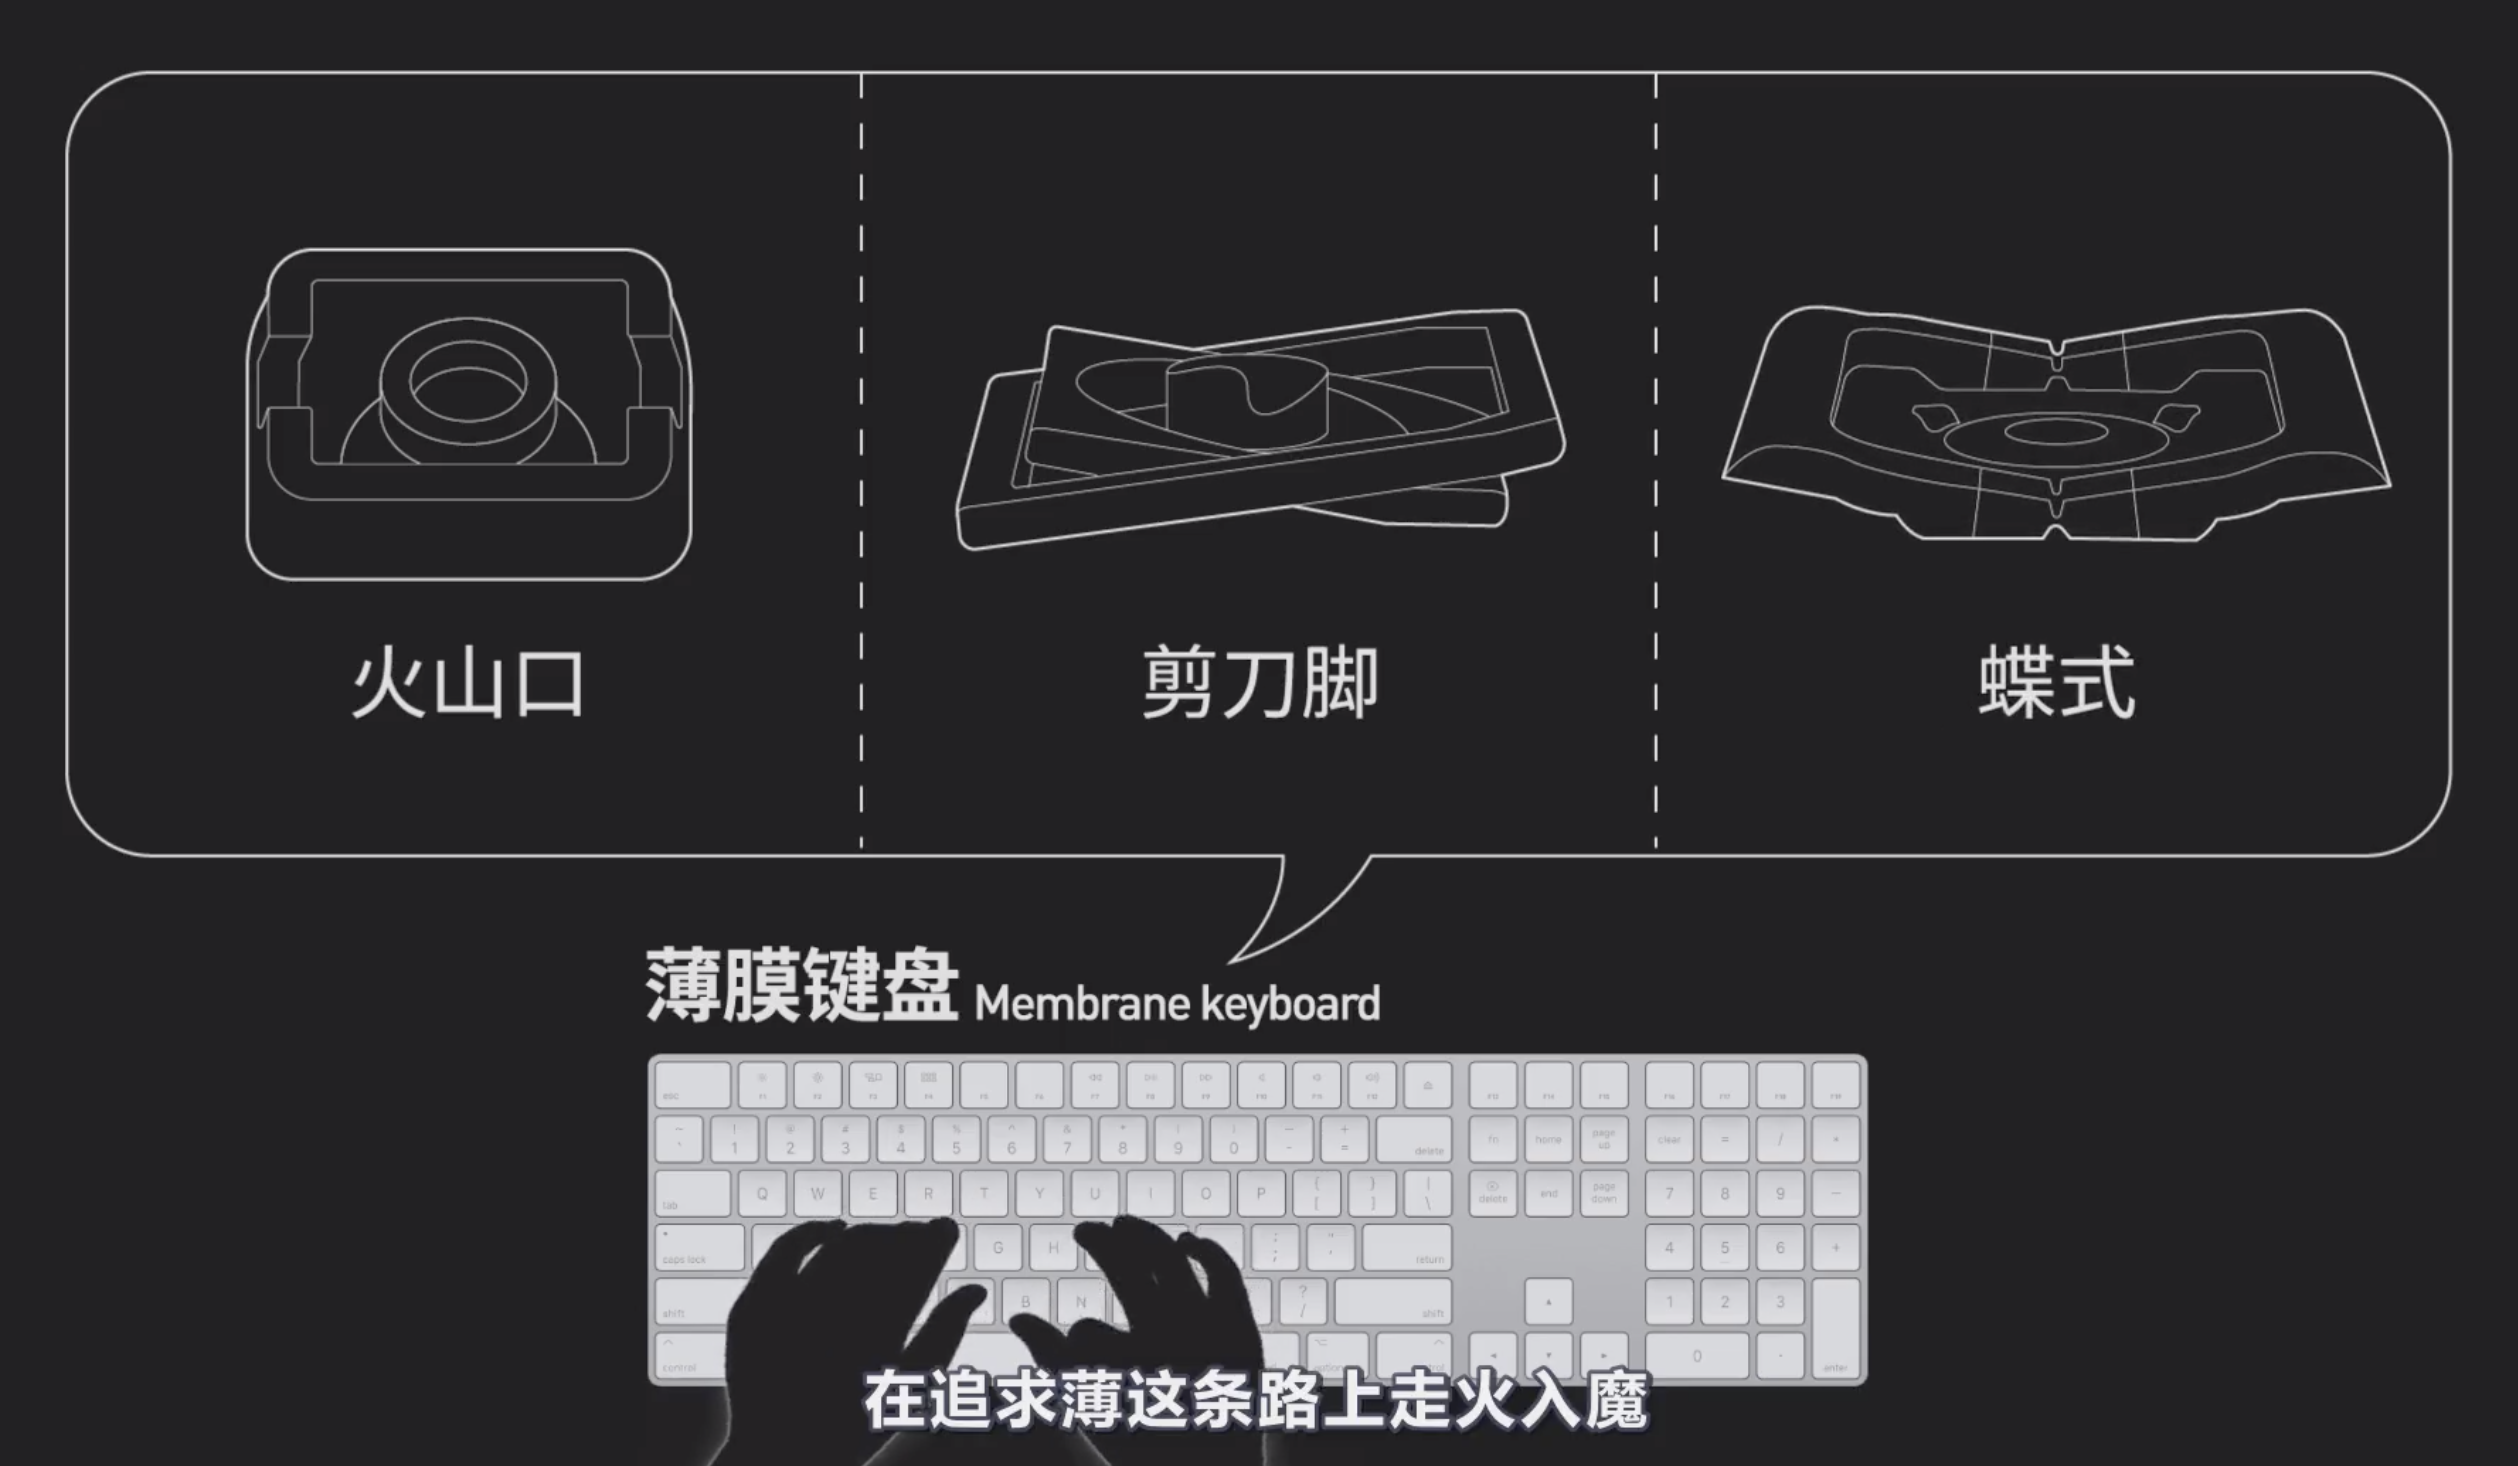 火山口 剪刀脚 蝶式
薄膜键盘 Membrane keyboard
esc F1 F2 F3 F4 F5 F6 F7 F8 F9 F10 F11 F12 F13 F14 F15 F16 F17 F18 F19
~ ! @ # $ % ^ & * ( ) — +
` 1 2 3 4 5 6 7 8 9 0 - = delete fn home page up clear = / *
tab Q W E R T Y U I O P { [ } ] | \ delete end page down 7 8 9 −
caps lock G H : ; " ' return 4 5 6 +
shift B N ? / shift 1 2 3
control option 0 . enter
在追求薄这条路上走火入魔